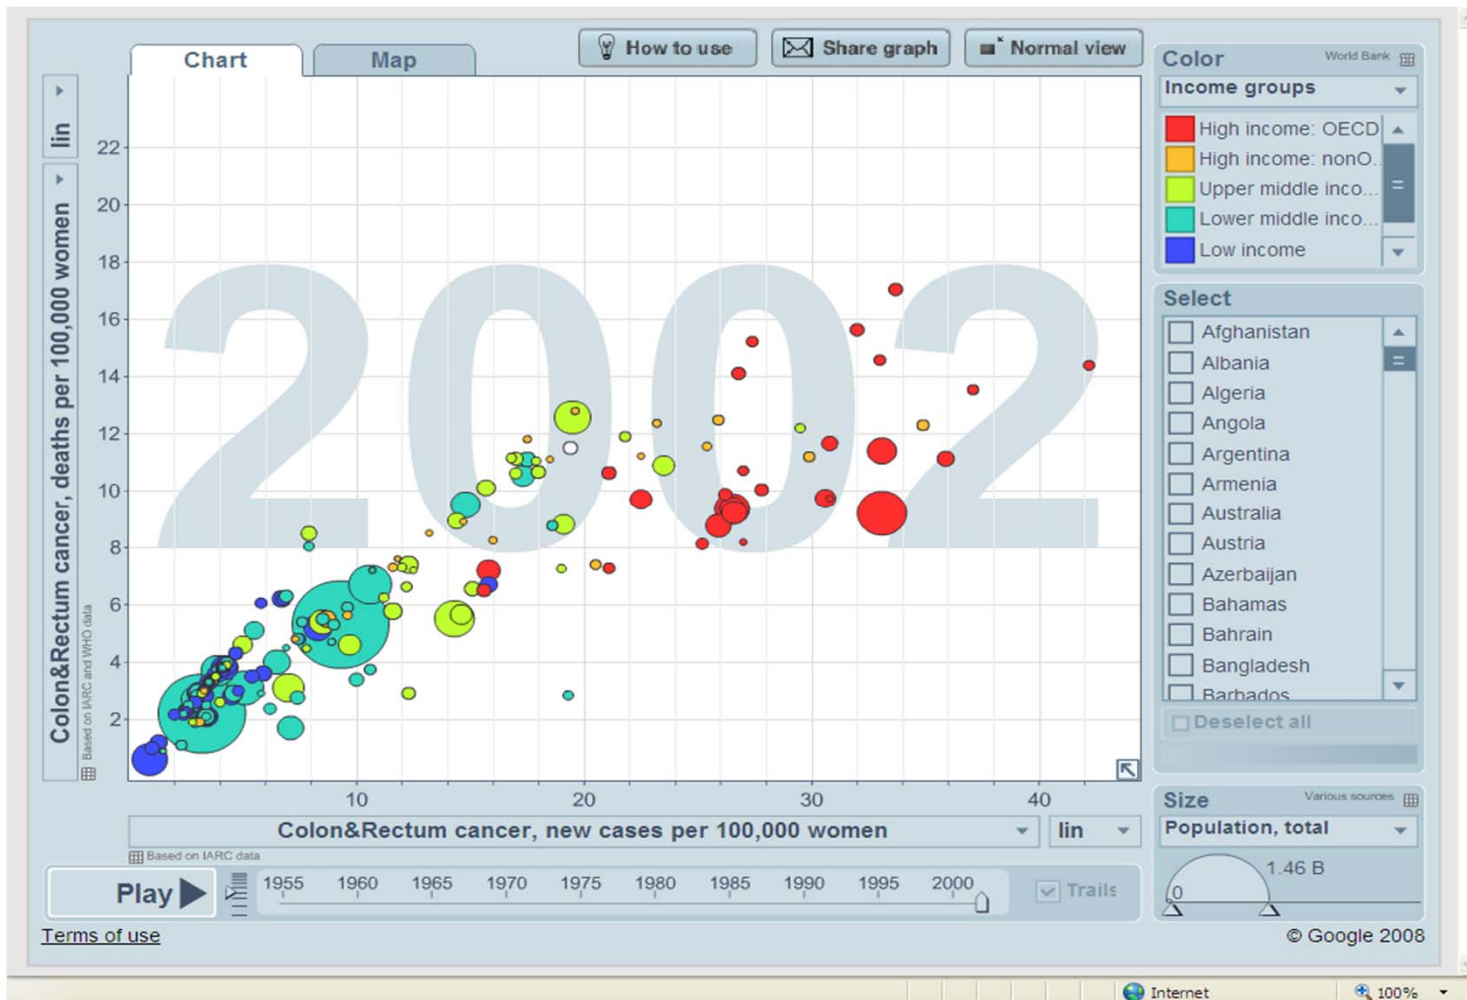 Chart
Map
How to use
Share graph
Normal view
lin
Colon&Rectum cancer, deaths per 100,000 women
Based on IARC and WHO data
22
20
18
16
14
12
10
8
6
4
2
2002
10
20
30
40
Colon&Rectum cancer, new cases per 100,000 women
lin
Based on IARC data
Play
1955 1960 1965 1970 1975 1980 1985 1990 1995 2000
Trails
Color
World Bank
Income groups
High income: OECD
High income: nonO..
Upper middle inco...
Lower middle inco...
Low income
Select
Afghanistan
Albania
Algeria
Angola
Argentina
Armenia
Australia
Austria
Azerbaijan
Bahamas
Bahrain
Bangladesh
Barbados
Deselect all
Size
Various sources
Population, total
1.46 B
0
Terms of use
© Google 2008
Internet
100%